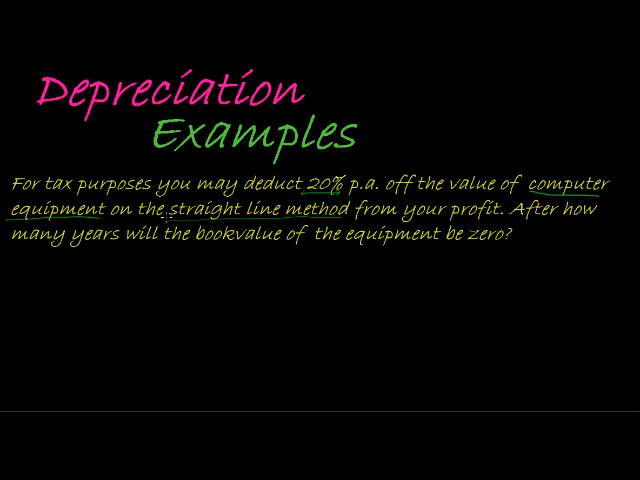 Depreciation
Examples
For tax purposes you may deduct 20% p.a. off the value of computer
equipment on the straight line method from your profit. After how
many years will the bookvalue of the equipment be zero?